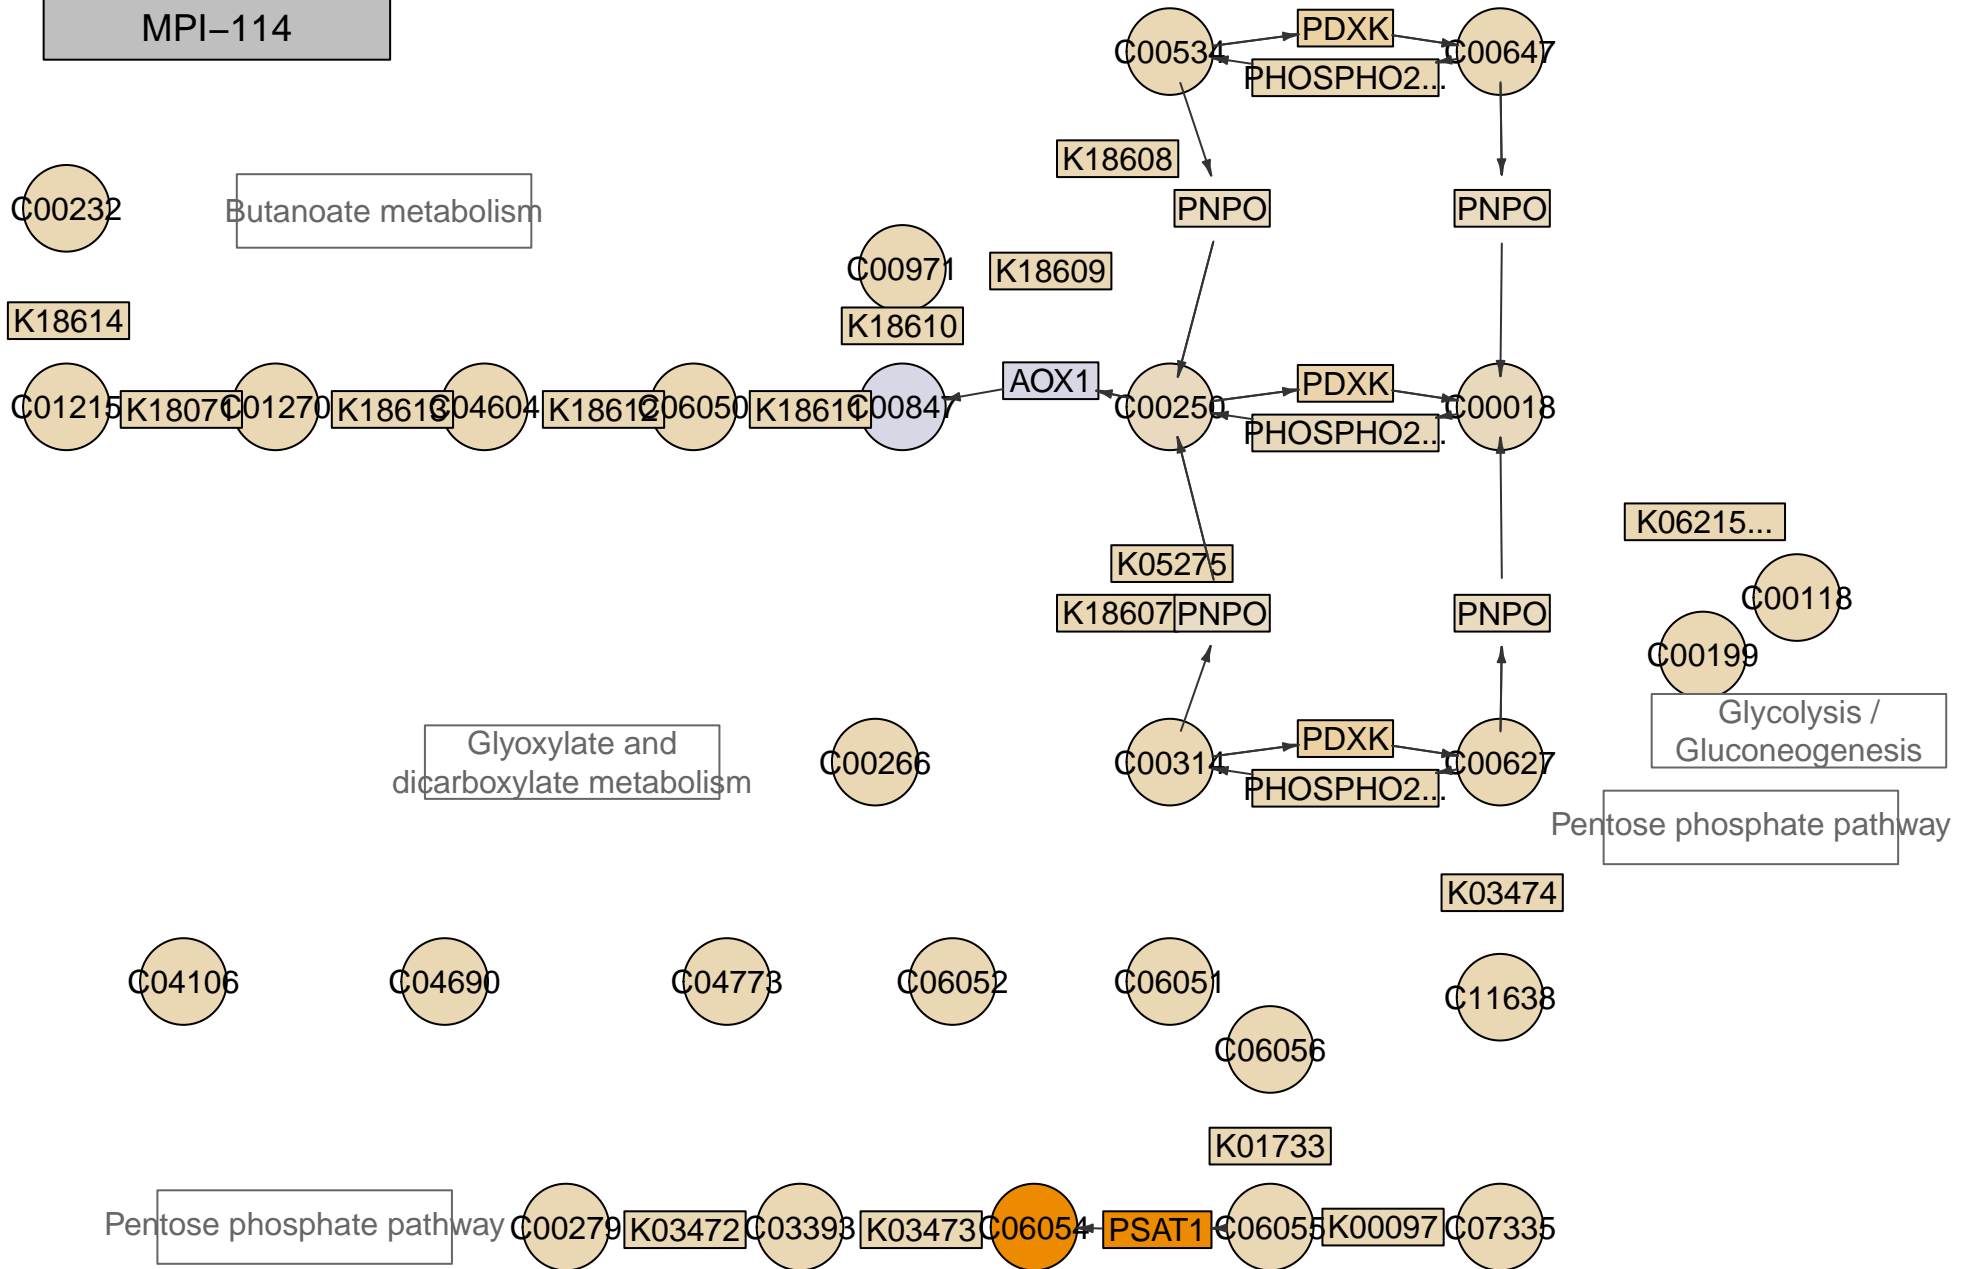 MPI–114
C00534
PDXK
C00647
PHOSPHO2...
K18608
C00232
Butanoate metabolism
PNPO
PNPO
C00971
K18609
K18614
K18610
C01215
K18071
C01270
K18613
C04604
K18612
C06050
K18611
C00847
AOX1
C00250
PDXK
C00018
PHOSPHO2...
K06215...
K05275
C00118
K18607
PNPO
PNPO
C00199
Glyoxylate and
dicarboxylate metabolism
C00266
C00314
PDXK
C00627
PHOSPHO2...
Glycolysis /
Gluconeogenesis
Pentose phosphate pathway
K03474
C04106
C04690
C04773
C06052
C06051
C11638
C06056
K01733
Pentose phosphate pathway
C00279
K03472
C03393
K03473
C06054
PSAT1
C06055
K00097
C07335